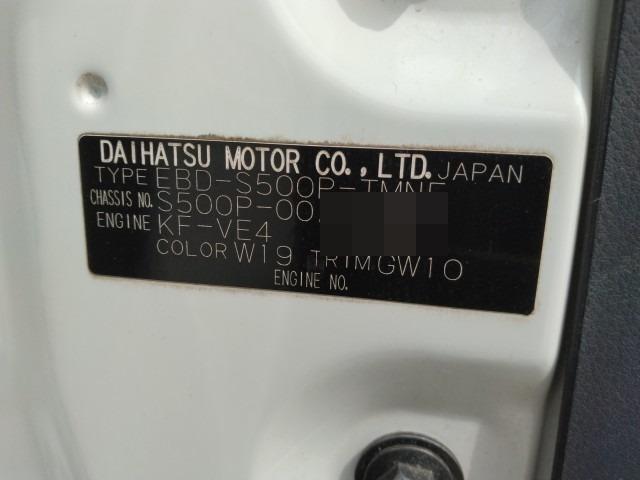 DAIHATSU MOTOR CO.,LTD. JAPAN
TYPE EBD-S500P-TMNF
CHASSIS NO. S500P-00
ENGINE KF-VE4
COLOR W19 TRIM GW10
ENGINE NO.